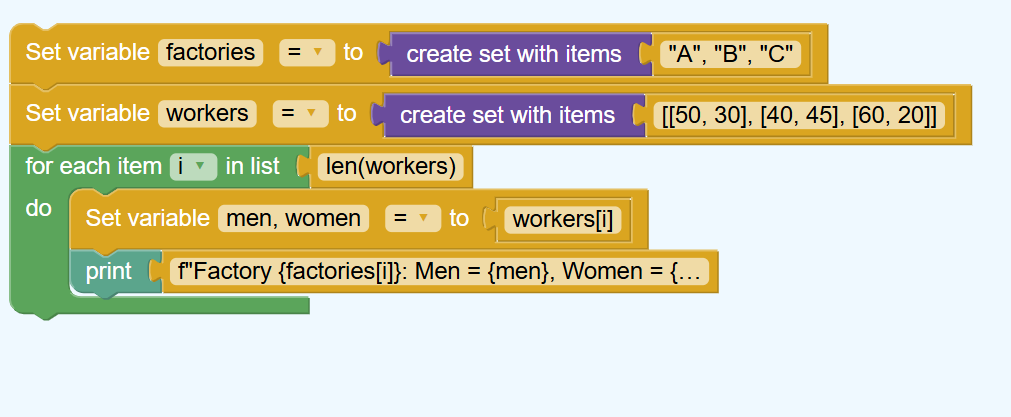 Set variable factories = to create set with items "A", "B", "C"
Set variable workers = to create set with items [[50, 30], [40, 45], [60, 20]]
for each item i in list len(workers)
do Set variable men, women = to workers[i]
print f"Factory {factories[i]}: Men = {men}, Women = {...